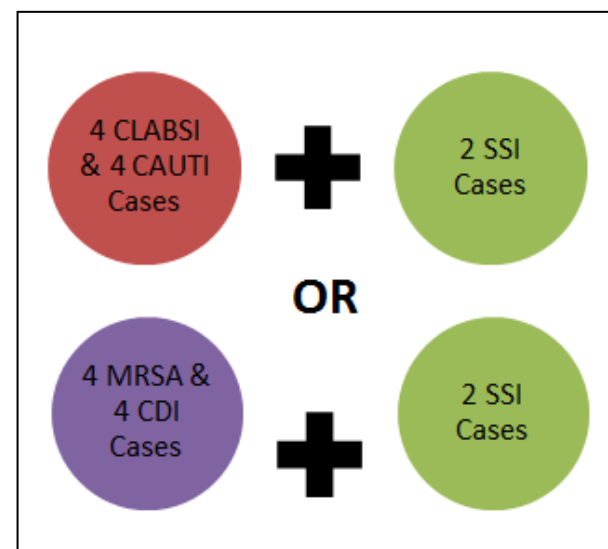 4 CLABSI
& 4 CAUTI
Cases
2 SSI
Cases
OR
4 MRSA &
4 CDI
Cases
2 SSI
Cases